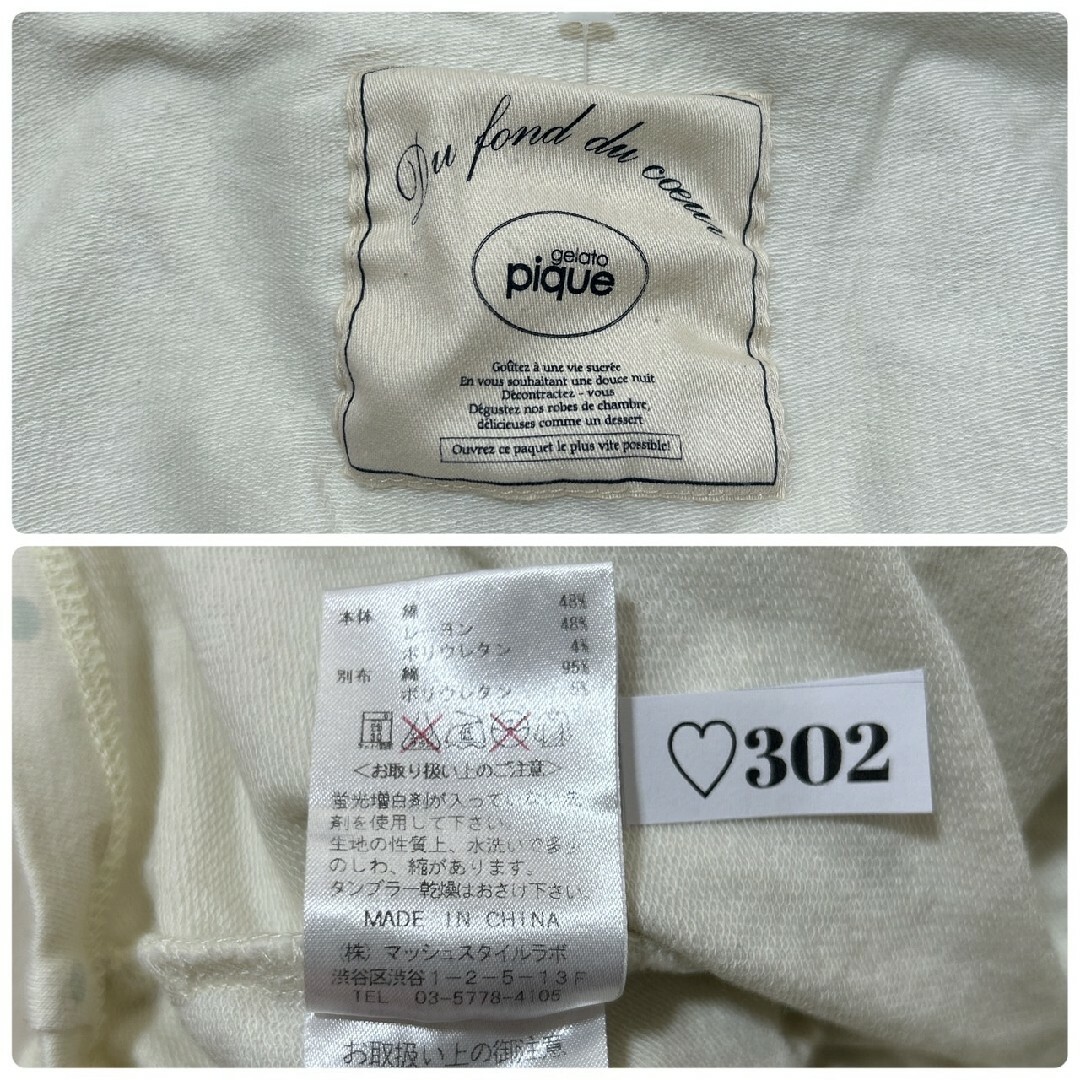 Du fond du cœur
gelato
pique
Goûtez à une vie sucrée
En vous souhaitant une douce nuit
Décontractez - vous
Dégustez nos robes de chambre,
délicieuses comme un dessert
Ouvrez ce paquet le plus vite possible!
本体 綿 48%
レーヨン 48%
ポリウレタン 4%
別布 綿 95%
ポリウレタン 5%
<お取り扱い上のご注意>
蛍光増白剤が入っていない洗
剤を使用して下さい。
生地の性質上、水洗いで多少
のしわ、縮があります。
タンブラー乾燥はおさけ下さい。
MADE IN CHINA
(株)マッシュスタイルラボ
渋谷区渋谷1-2-5-13F
TEL 03-5778-4105
お取扱い上の御注意
♡302